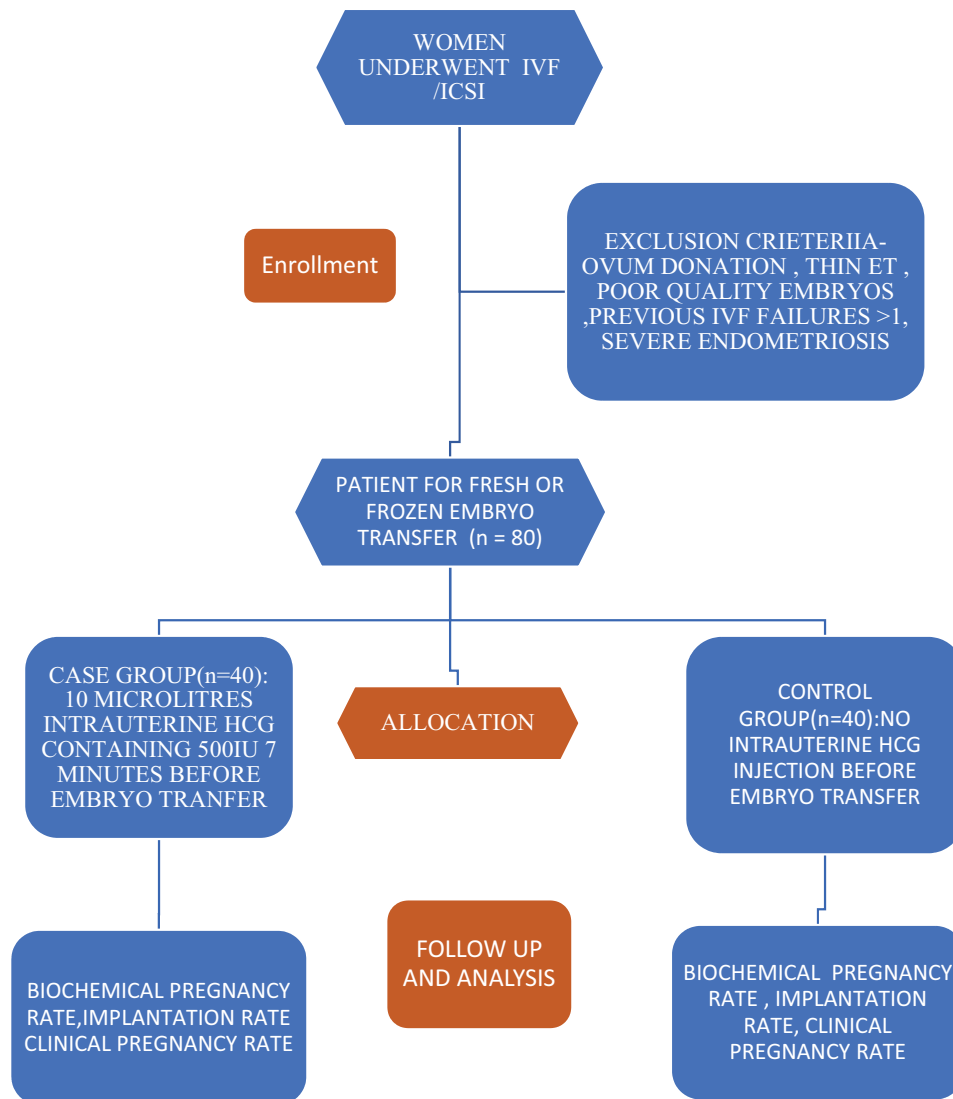 WOMEN
UNDERWENT IVF
/ICSI
Enrollment
EXCLUSION CRIETERIIA-
OVUM DONATION , THIN ET ,
POOR QUALITY EMBRYOS
,PREVIOUS IVF FAILURES >1,
SEVERE ENDOMETRIOSIS
PATIENT FOR FRESH OR
FROZEN EMBRYO
TRANSFER (n = 80)
CASE GROUP(n=40):
10 MICROLITRES
INTRAUTERINE HCG
CONTAINING 500IU 7
MINUTES BEFORE
EMBRYO TRANFER
ALLOCATION
CONTROL
GROUP(n=40):NO
INTRAUTERINE HCG
INJECTION BEFORE
EMBRYO TRANSFER
BIOCHEMICAL PREGNANCY
RATE,IMPLANTATION RATE
CLINICAL PREGNANCY RATE
FOLLOW UP
AND ANALYSIS
BIOCHEMICAL PREGNANCY
RATE , IMPLANTATION
RATE, CLINICAL
PREGNANCY RATE